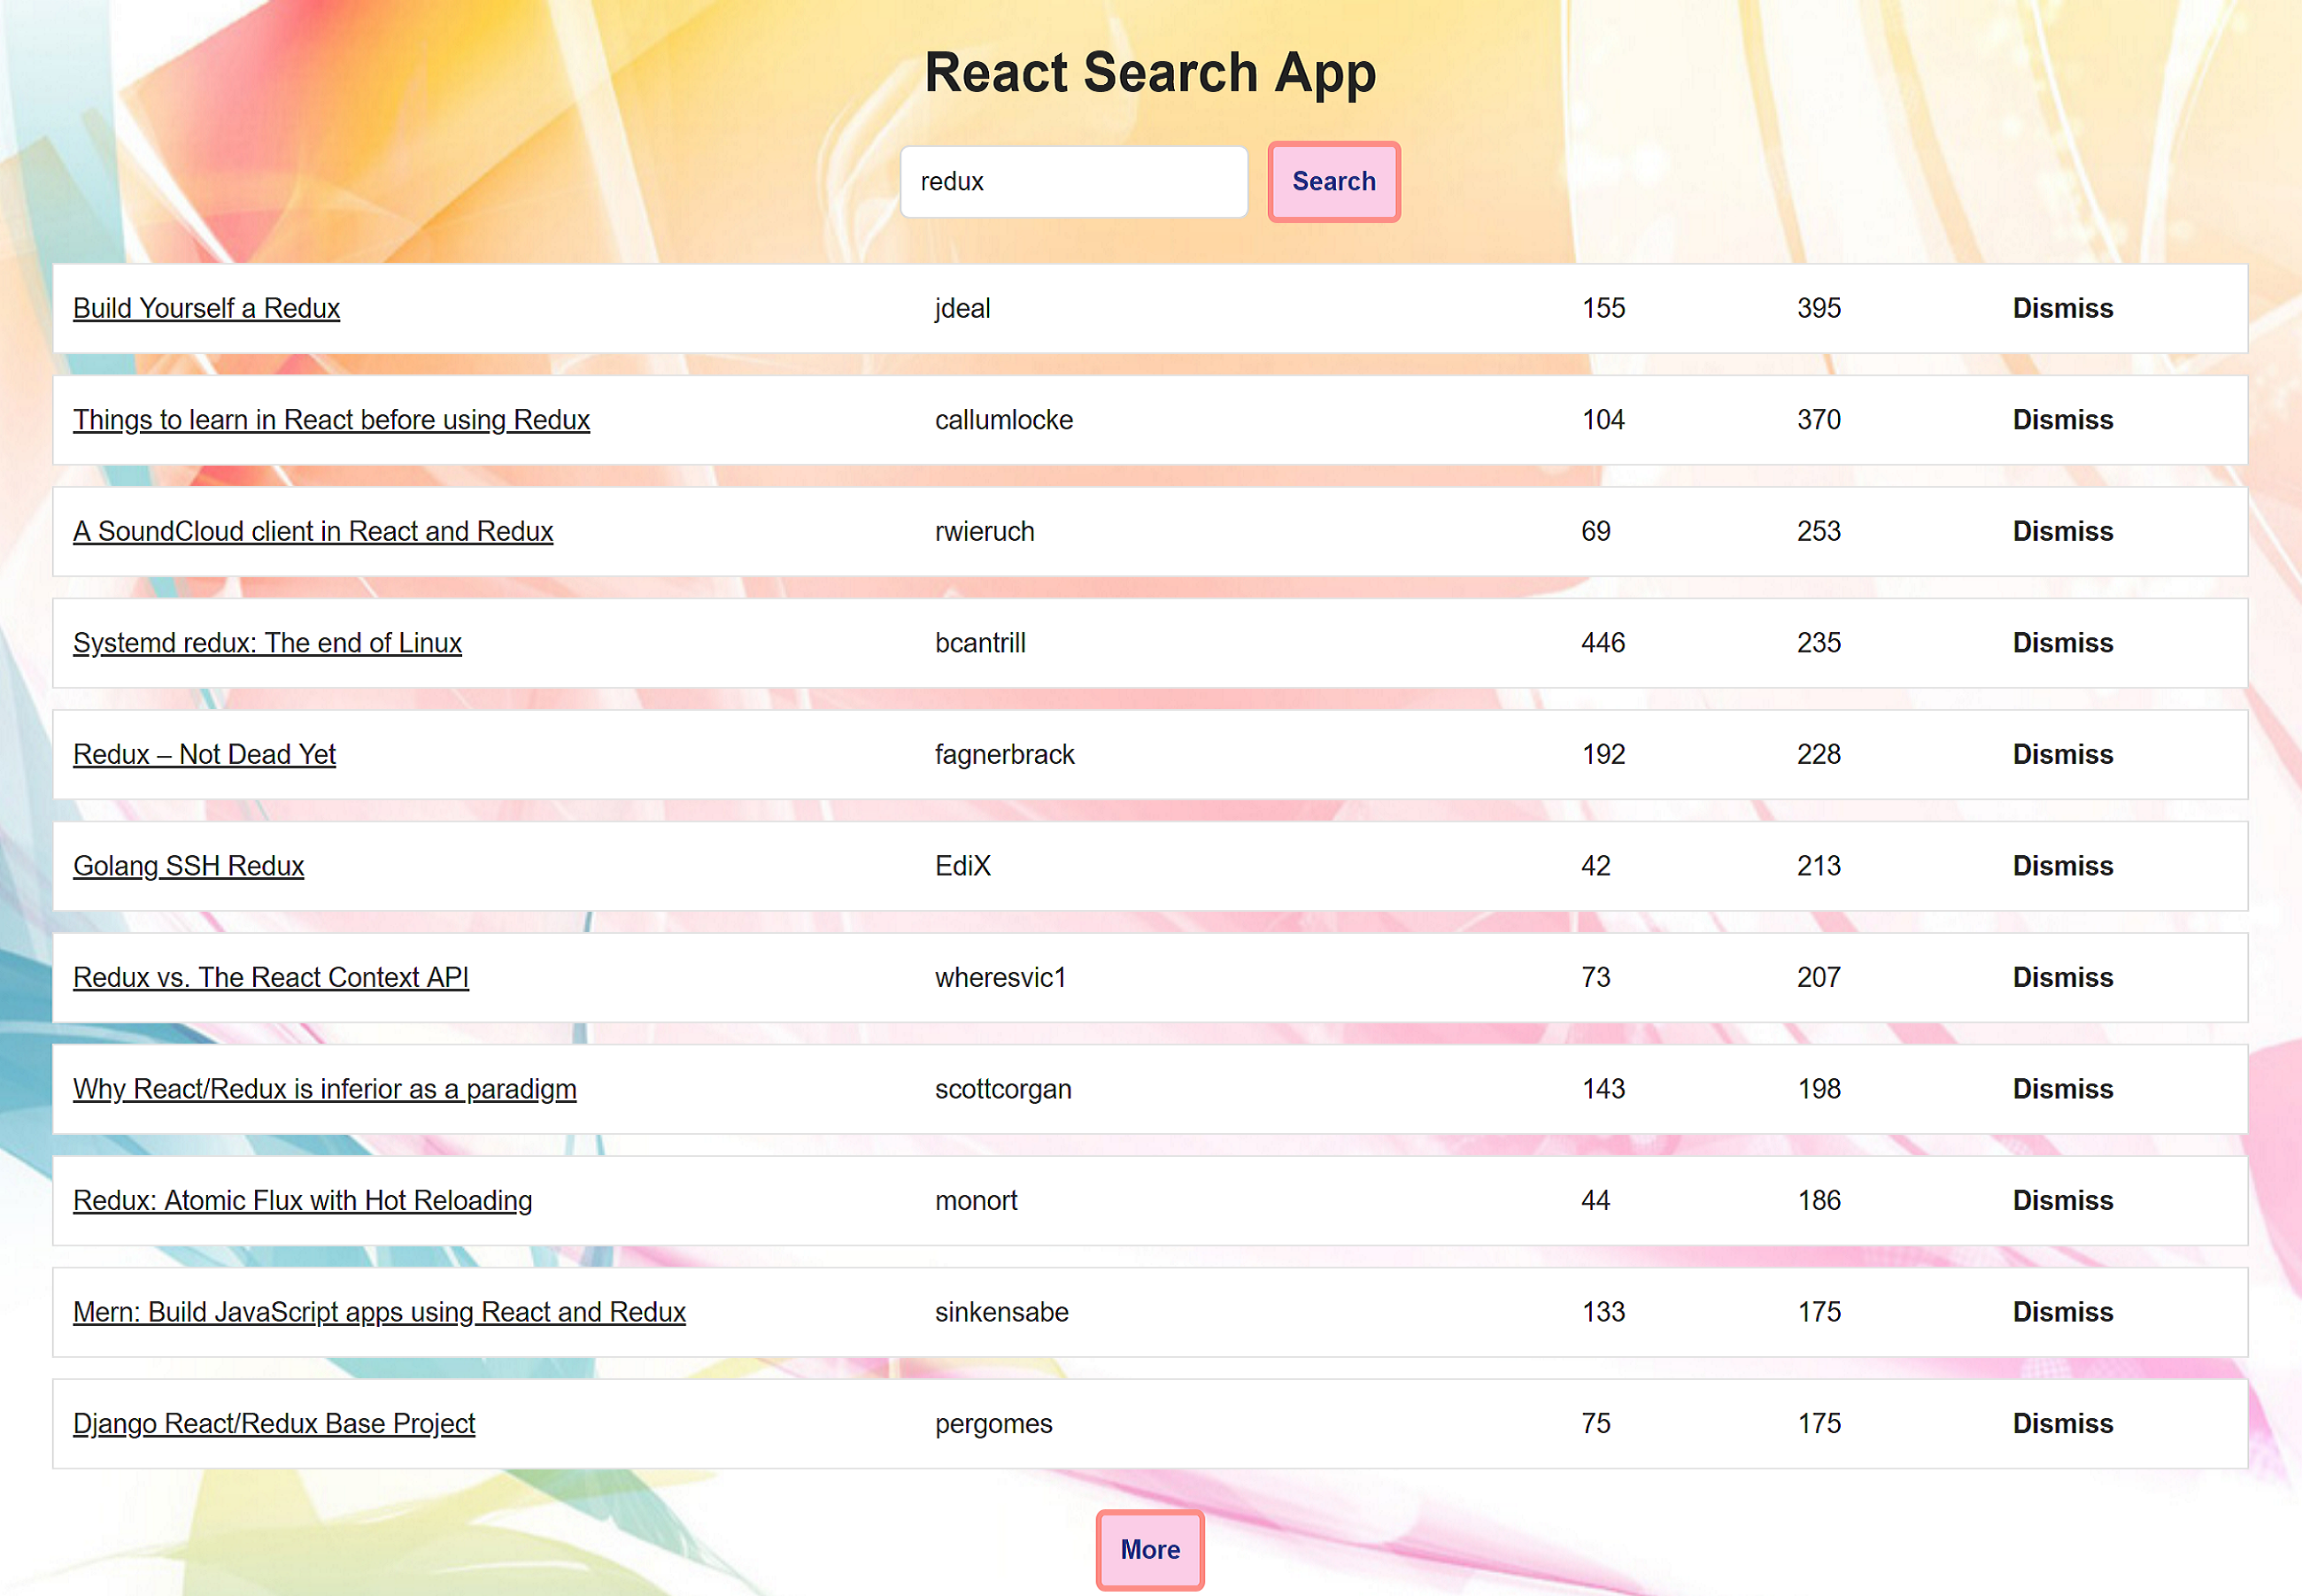 React Search App
redux Search
Build Yourself a Redux jdeal 155 395 Dismiss
Things to learn in React before using Redux callumlocke 104 370 Dismiss
A SoundCloud client in React and Redux rwieruch 69 253 Dismiss
Systemd redux: The end of Linux bcantrill 446 235 Dismiss
Redux – Not Dead Yet fagnerbrack 192 228 Dismiss
Golang SSH Redux EdiX 42 213 Dismiss
Redux vs. The React Context API wheresvic1 73 207 Dismiss
Why React/Redux is inferior as a paradigm scottcorgan 143 198 Dismiss
Redux: Atomic Flux with Hot Reloading monort 44 186 Dismiss
Mern: Build JavaScript apps using React and Redux sinkensabe 133 175 Dismiss
Django React/Redux Base Project pergomes 75 175 Dismiss
More